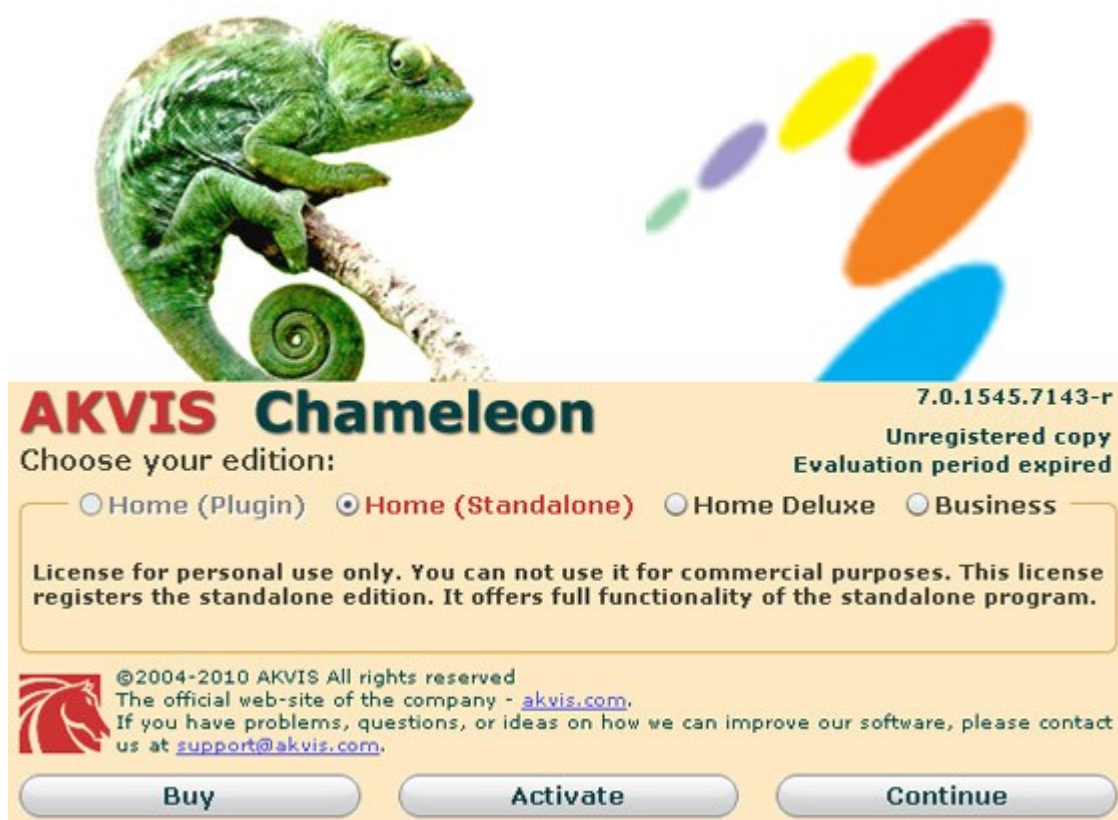 AKVIS Chameleon
7.0.1545.7143-r
Unregistered copy
Evaluation period expired
Choose your edition:
Home (Plugin) Home (Standalone) Home Deluxe Business
License for personal use only. You can not use it for commercial purposes. This license
registers the standalone edition. It offers full functionality of the standalone program.
©2004-2010 AKVIS All rights reserved
The official web-site of the company - akvis.com.
If you have problems, questions, or ideas on how we can improve our software, please contact
us at support@akvis.com.
Buy Activate Continue